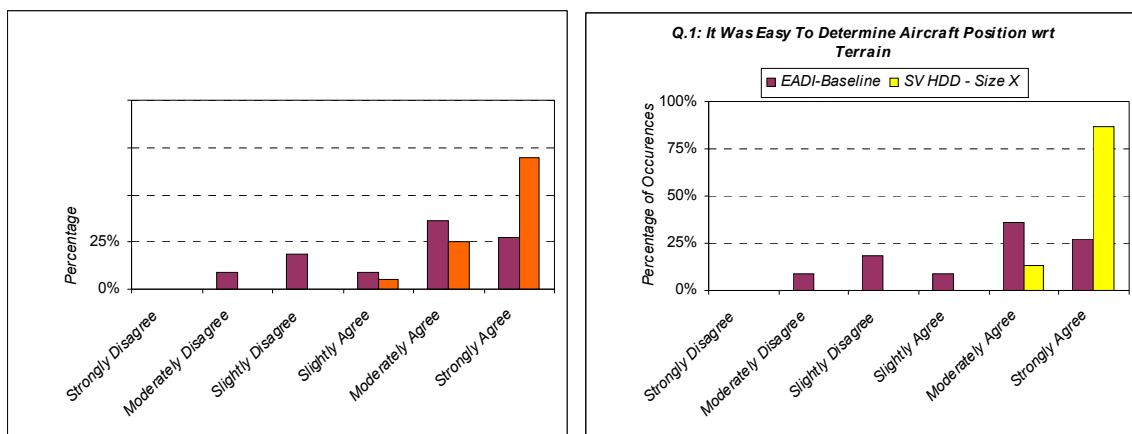 Percentage
25%
0%
Strongly Disagree
Moderately Disagree
Slightly Disagree
Slightly Agree
Moderately Agree
Strongly Agree
Q.1: It Was Easy To Determine Aircraft Position wrt
Terrain
EADI-Baseline SV HDD - Size X
Percentage of Occurences
100%
75%
50%
25%
0%
Strongly Disagree
Moderately Disagree
Slightly Disagree
Slightly Agree
Moderately Agree
Strongly Agree